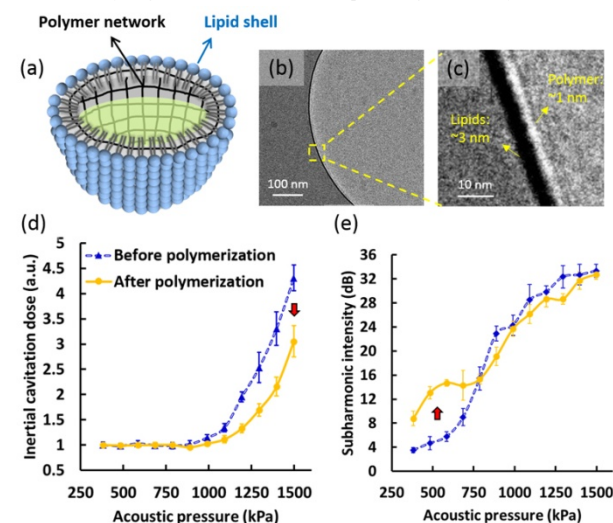 Polymer network
Lipid shell
(a)
(b)
100 nm
(c)
Polymer:
~1 nm
Lipids:
~3 nm
10 nm
(d)
5
4.5
4
3.5
3
2.5
2
1.5
1
0.5
Inertial cavitation dose (a.u.)
Before polymerization
After polymerization
250 500 750 1000 1250 1500
Acoustic pressure (kPa)
(e)
36
32
28
24
20
16
12
8
4
0
Subharmonic intensity (dB)
250 500 750 1000 1250 1500
Acoustic pressure (kPa)